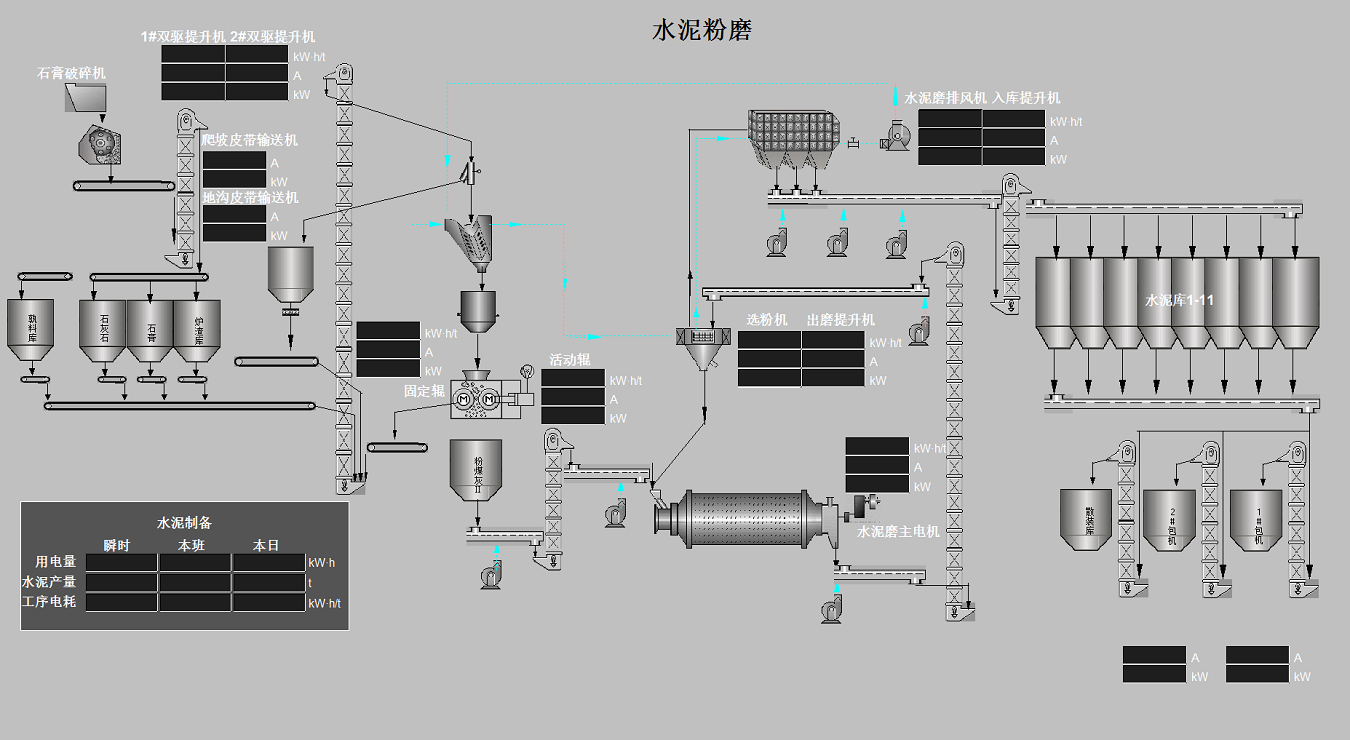 水泥粉磨
1#双驱提升机 2#双驱提升机
kW·h/t
A
kW
石膏破碎机
爬坡皮带输送机
A
kW
地沟皮带输送机
A
kW
水泥磨排风机 入库提升机
kW·h/t
A
kW
熟料库
石灰石
石膏
炉渣库
kW·h/t
A
kW
固定辊
M
M
活动辊
kW·h/t
A
kW
选粉机 出磨提升机
kW·h/t
A
kW
水泥库1-11
粉煤灰II
kW·h/t
A
kW
水泥磨主电机
散装库
2#包机
1#包机
水泥制备
瞬时 本班 本日
用电量 kW·h
水泥产量 t
工序电耗 kW·h/t
A
kW
A
kW